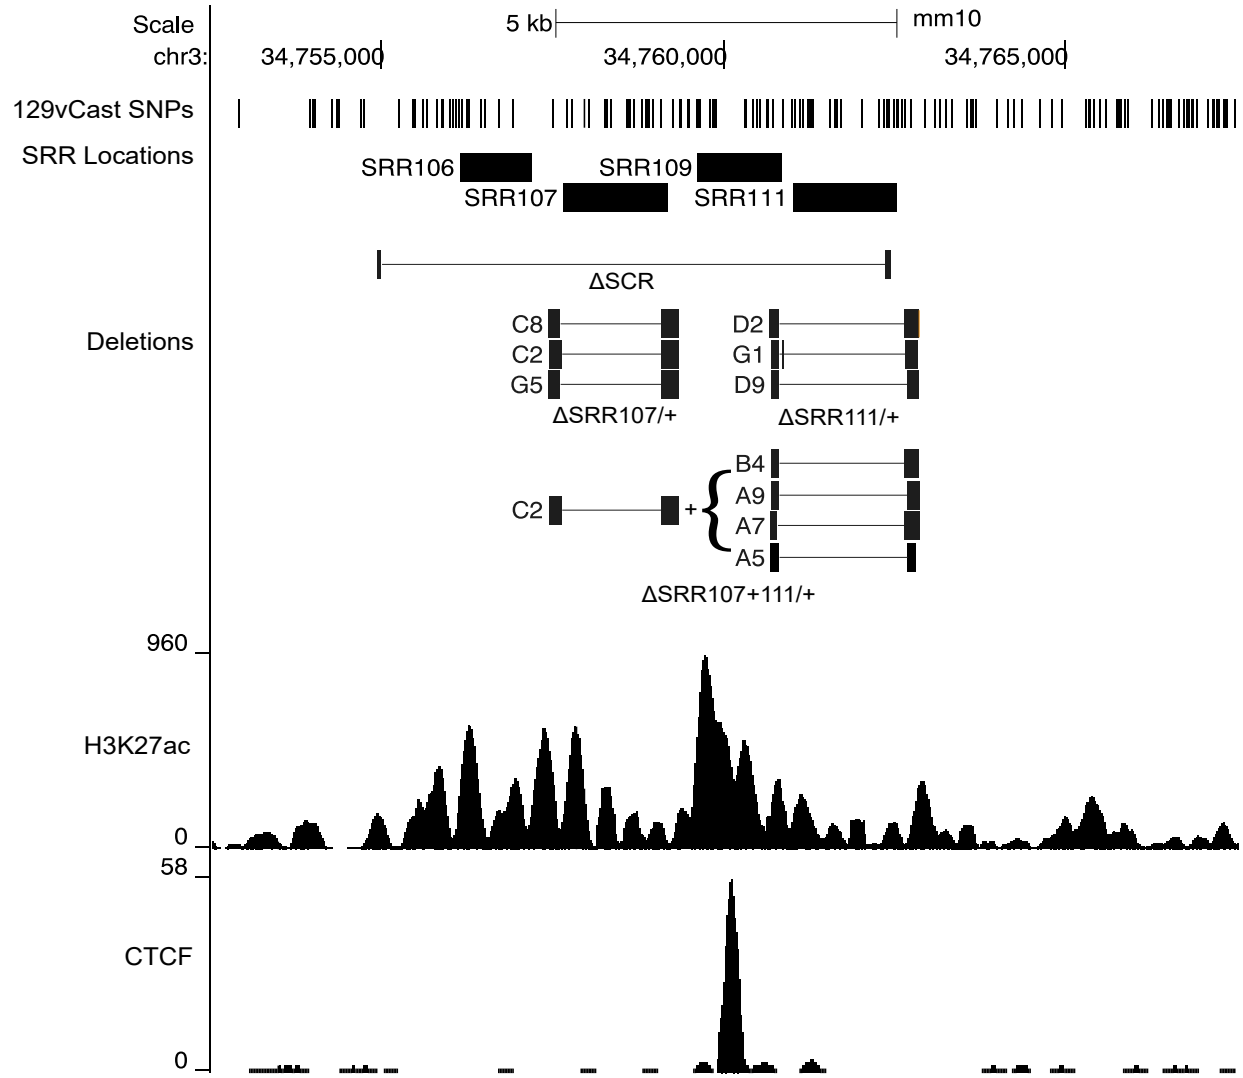 Scale 5 kb mm10
chr3: 34,755,000 34,760,000 34,765,000
129vCast SNPs
SRR Locations
SRR106 SRR109
SRR107 SRR111
ΔSCR
Deletions
C8 D2
C2 G1
G5 D9
ΔSRR107/+ ΔSRR111/+
B4
A9
C2 + {
A7
A5
ΔSRR107+111/+
960
H3K27ac
0
58
CTCF
0